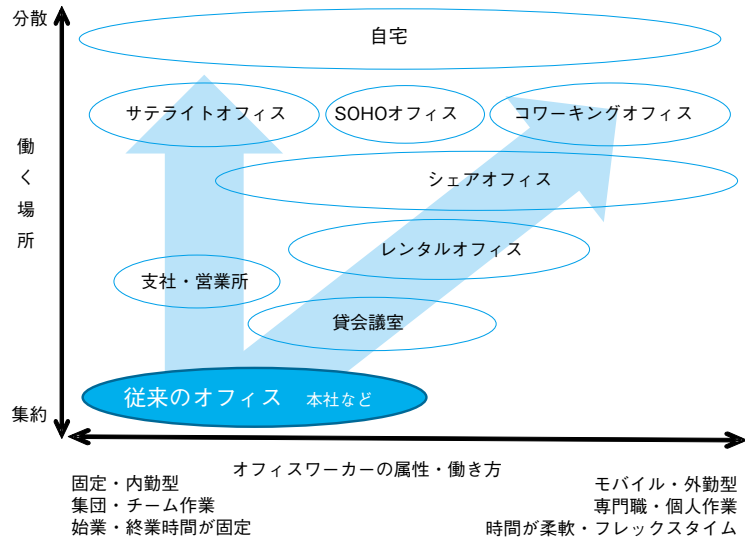 分散
自宅
サテライトオフィス
SOHOオフィス
コワーキングオフィス
働く場所
シェアオフィス
レンタルオフィス
支社・営業所
貸会議室
従来のオフィス 本社など
集約
オフィスワーカーの属性・働き方
固定・内勤型
集団・チーム作業
始業・終業時間が固定
モバイル・外勤型
専門職・個人作業
時間が柔軟・フレックスタイム